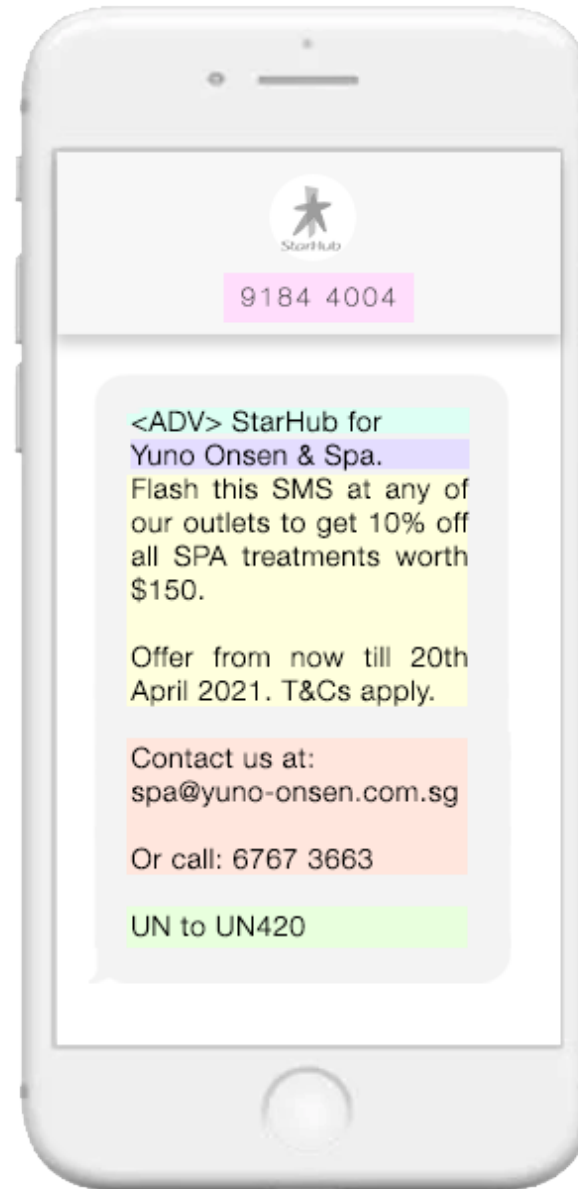 StarHub
9184 4004
<ADV> StarHub for
Yuno Onsen & Spa.
Flash this SMS at any of
our outlets to get 10% off
all SPA treatments worth
$150.
Offer from now till 20th
April 2021. T&Cs apply.
Contact us at:
spa@yuno-onsen.com.sg
Or call: 6767 3663
UN to UN420